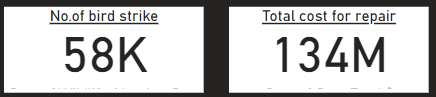 No.of bird strike
58K
Total cost for repair
134M